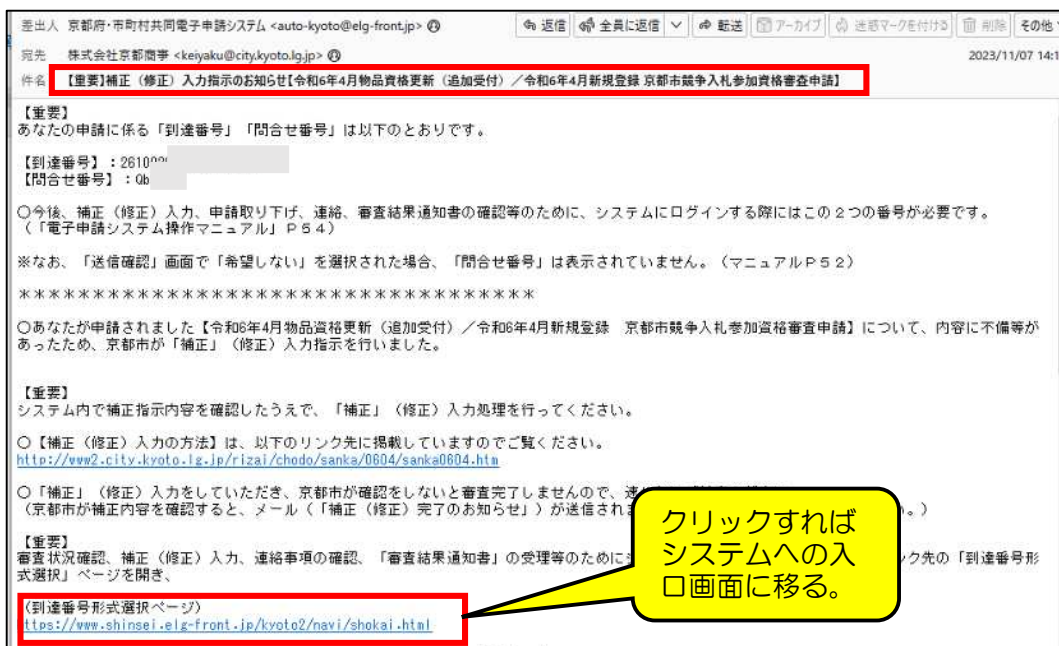 差出人 京都府・市町村共同電子申請システム <auto-kyoto@elg-front.jp>
返信 全員に返信 転送 アーカイブ 迷惑マークを付ける 削除 その他
宛先 株式会社京都商事 <keiyaku@city.kyoto.lg.jp>
2023/11/07 14:1
件名 【重要】補正（修正）入力指示のお知らせ【令和6年4月物品資格更新（追加受付）／令和6年4月新規登録 京都市競争入札参加資格審査申請】
【重要】
あなたの申請に係る「到達番号」「問合せ番号」は以下のとおりです。
【到達番号】：26100
【問合せ番号】：Qb
○今後、補正（修正）入力、申請取り下げ、連絡、審査結果通知書の確認等のために、システムにログインする際にはこの２つの番号が必要です。
（「電子申請システム操作マニュアル」Ｐ５４）
※なお、「送信確認」画面で「希望しない」を選択された場合、「問合せ番号」は表示されていません。（マニュアルＰ５２）
＊＊＊＊＊＊＊＊＊＊＊＊＊＊＊＊＊＊＊＊＊＊＊＊＊＊＊＊＊＊＊＊＊＊＊
○あなたが申請されました【令和6年4月物品資格更新（追加受付）／令和6年4月新規登録 京都市競争入札参加資格審査申請】について、内容に不備等が
あったため、京都市が「補正」（修正）入力指示を行いました。
【重要】
システム内で補正指示内容を確認したうえで、「補正」（修正）入力処理を行ってください。
○【補正（修正）入力の方法】は、以下のリンク先に掲載していますのでご覧ください。
http://www2.city.kyoto.lg.jp/rizai/chodo/sanka/0604/sanka0604.htm
○「補正」（修正）入力をしていただき、京都市が確認をしないと審査完了しませんので、速
（京都市が補正内容を確認すると、メール（「補正（修正）完了のお知らせ」）が送信され い。）
【重要】
審査状況確認、補正（修正）入力、連絡事項の確認、「審査結果通知書」の受理等のために ンク先の「到達番号形
式選択」ページを開き、
（到達番号形式選択ページ）
ttps://www.shinsei.elg-front.jp/kyoto2/navi/shokai.html
クリックすれば
システムへの入
口画面に移る。